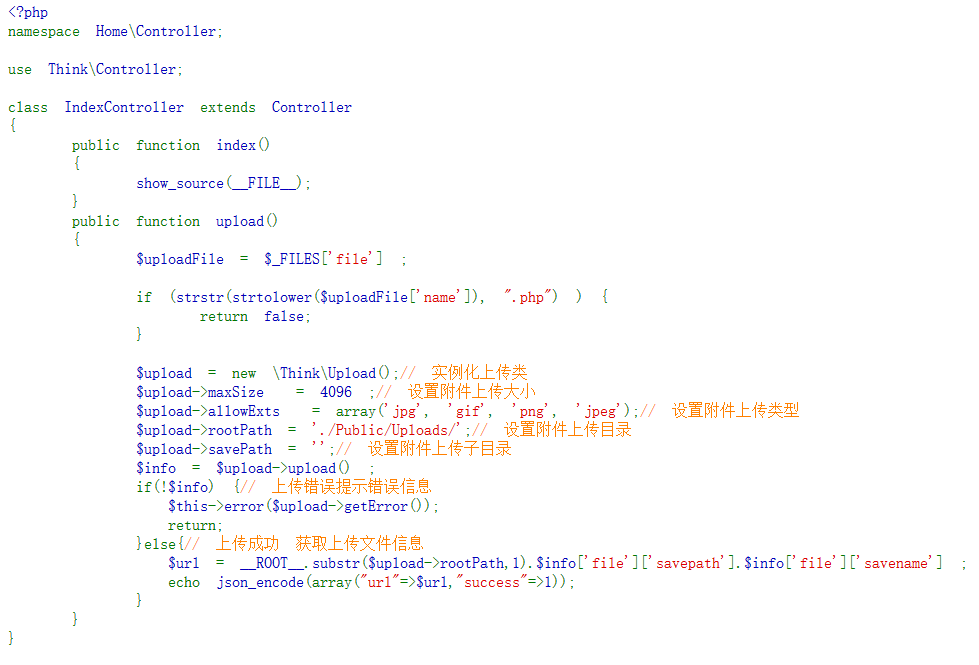 <?php
namespace Home\Controller;
use Think\Controller;
class IndexController extends Controller
{
public function index()
{
show_source(__FILE__);
}
public function upload()
{
$uploadFile = $_FILES['file'] ;
if (strstr(strtolower($uploadFile['name']), ".php") ) {
return false;
}
$upload = new \Think\Upload();// 实例化上传类
$upload->maxSize = 4096 ;// 设置附件上传大小
$upload->allowExts = array('jpg', 'gif', 'png', 'jpeg');// 设置附件上传类型
$upload->rootPath = './Public/Uploads/';// 设置附件上传目录
$upload->savePath = '';// 设置附件上传子目录
$info = $upload->upload() ;
if(!$info) {// 上传错误提示错误信息
$this->error($upload->getError());
return;
}else{// 上传成功 获取上传文件信息
$url = __ROOT__.substr($upload->rootPath,1).$info['file']['savepath'].$info['file']['savename'] ;
echo json_encode(array("url"=>$url,"success"=>1));
}
}
}